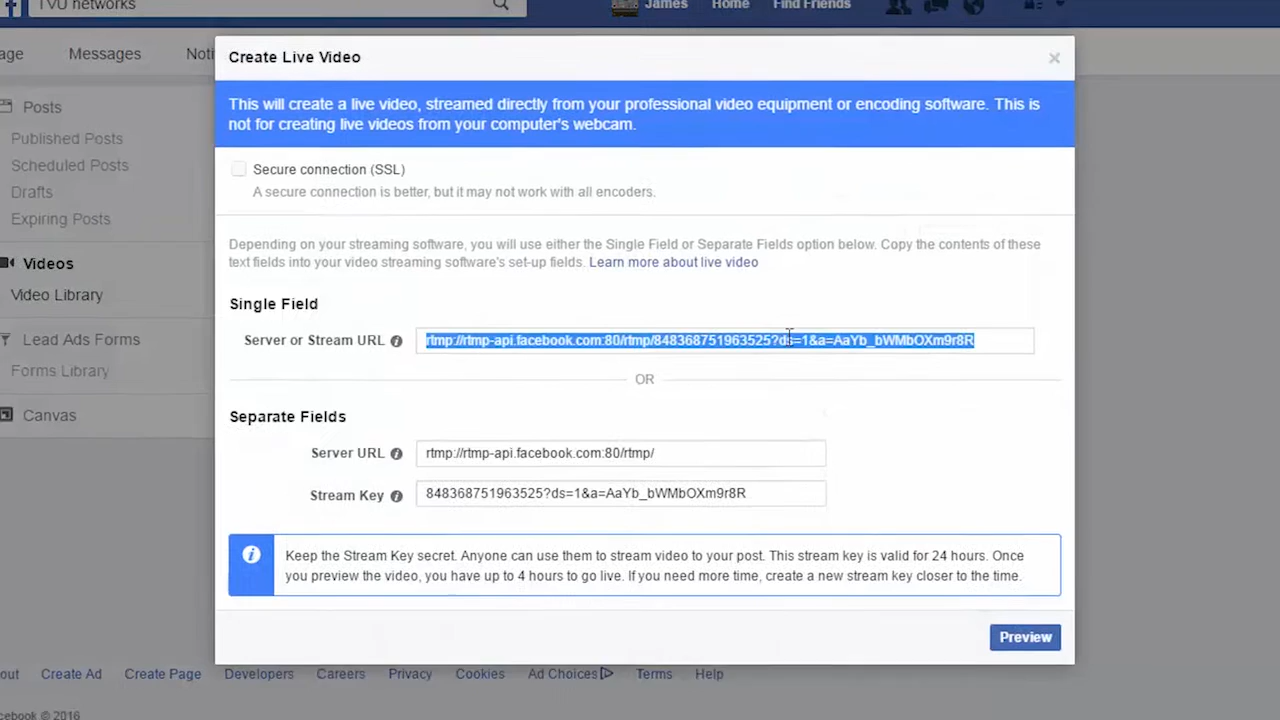 TVU networks
James Home Find Friends
age Messages Noti
Create Live Video ×
This will create a live video, streamed directly from your professional video equipment or encoding software. This is
not for creating live videos from your computer's webcam.
Posts
Published Posts
Scheduled Posts
Drafts
Expiring Posts
Videos
Video Library
Lead Ads Forms
Forms Library
Canvas
Secure connection (SSL)
A secure connection is better, but it may not work with all encoders.
Depending on your streaming software, you will use either the Single Field or Separate Fields option below. Copy the contents of these
text fields into your video streaming software's set-up fields. Learn more about live video
Single Field
Server or Stream URL rtmp://rtmp-api.facebook.com:80/rtmp/848368751963525?ds=1&a=AaYb_bWMbOXm9r8R
OR
Separate Fields
Server URL rtmp://rtmp-api.facebook.com:80/rtmp/
Stream Key 848368751963525?ds=1&a=AaYb_bWMbOXm9r8R
Keep the Stream Key secret. Anyone can use them to stream video to your post. This stream key is valid for 24 hours. Once
you preview the video, you have up to 4 hours to go live. If you need more time, create a new stream key closer to the time.
Preview
out Create Ad Create Page Developers Careers Privacy Cookies Ad Choices Terms Help
cebook © 2016